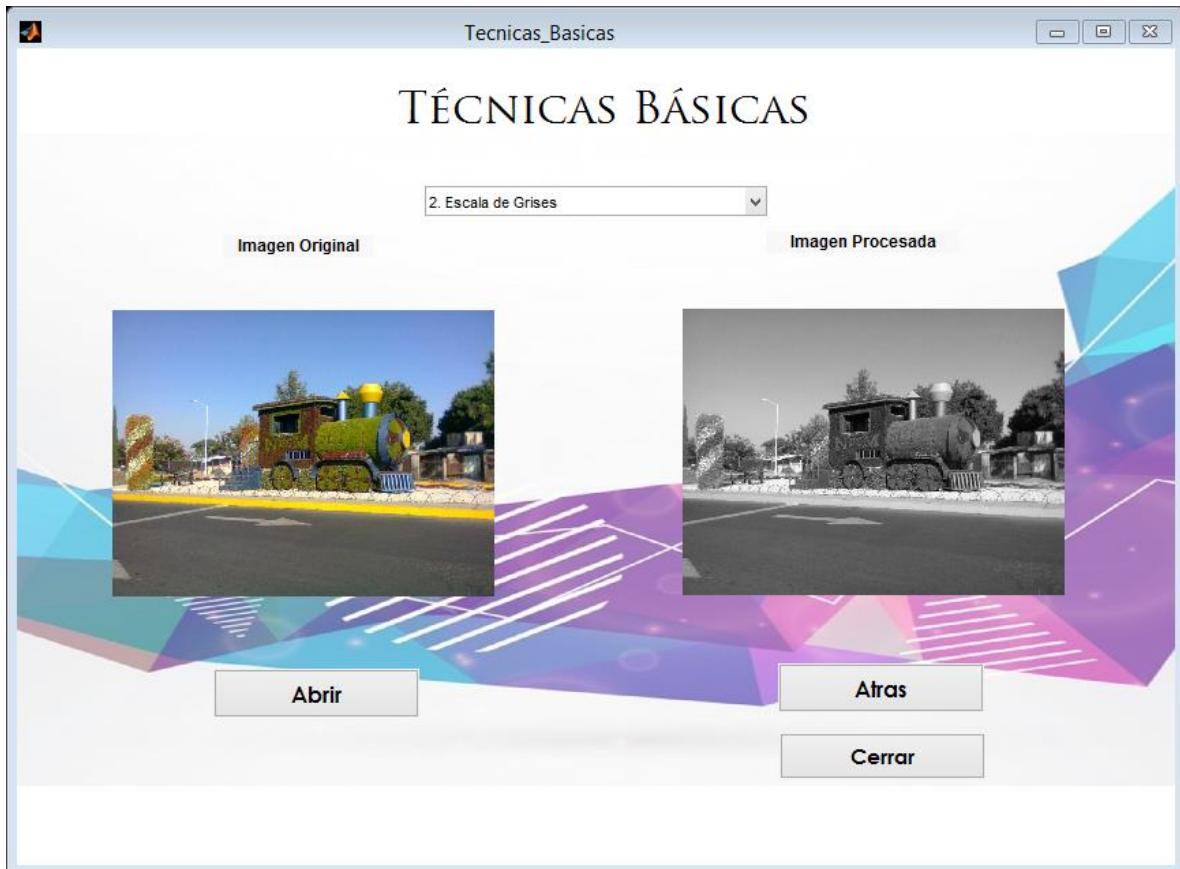 Tecnicas_Basicas
TÉCNICAS BÁSICAS
2. Escala de Grises
Imagen Original
Imagen Procesada
Abrir
Atras
Cerrar